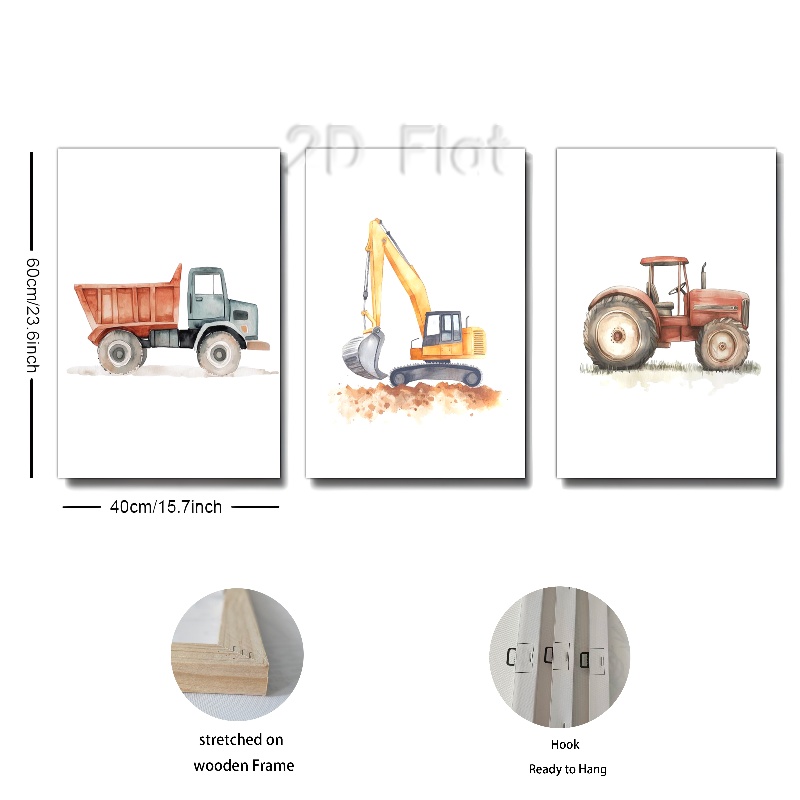 2D Flat
60cm/23.6inch
40cm/15.7inch
stretched on
wooden Frame
Hook
Ready to Hang